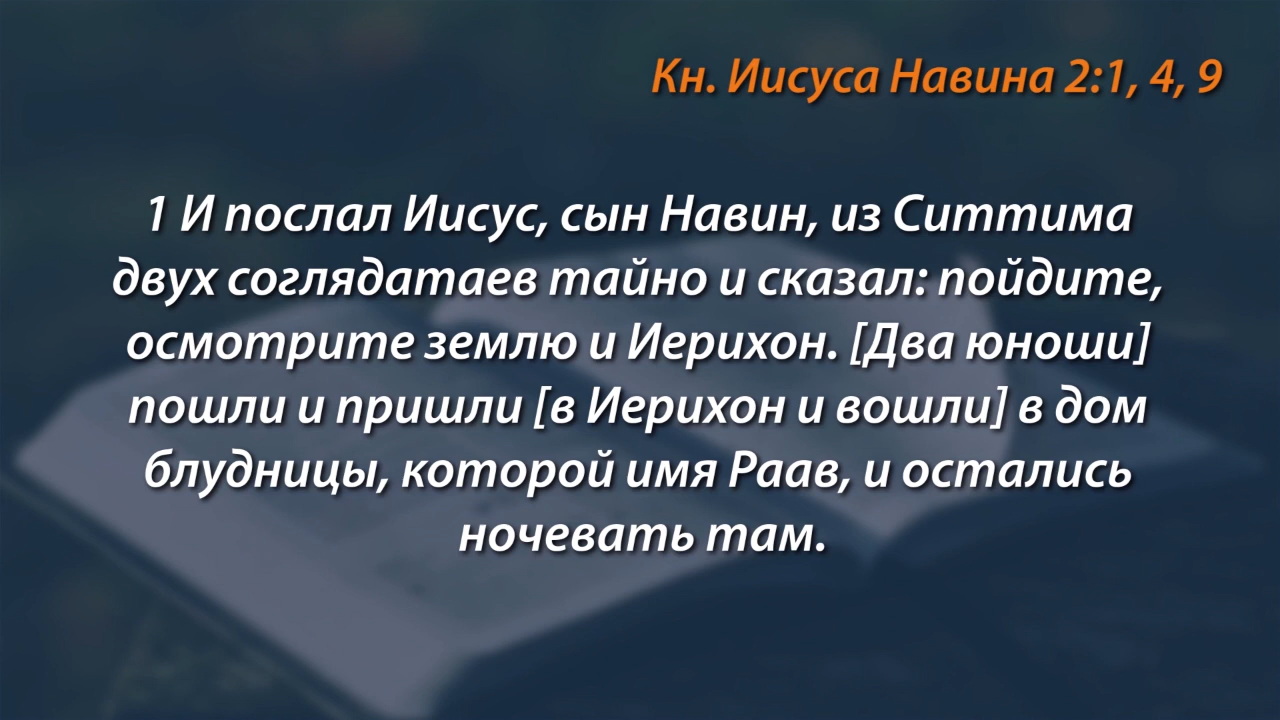 Кн. Иисуса Навина 2:1, 4, 9
1 И послал Иисус, сын Навин, из Ситтима
двух соглядатаев тайно и сказал: пойдите,
осмотрите землю и Иерихон. [Два юноши]
пошли и пришли [в Иерихон и вошли] в дом
блудницы, которой имя Раав, и остались
ночевать там.